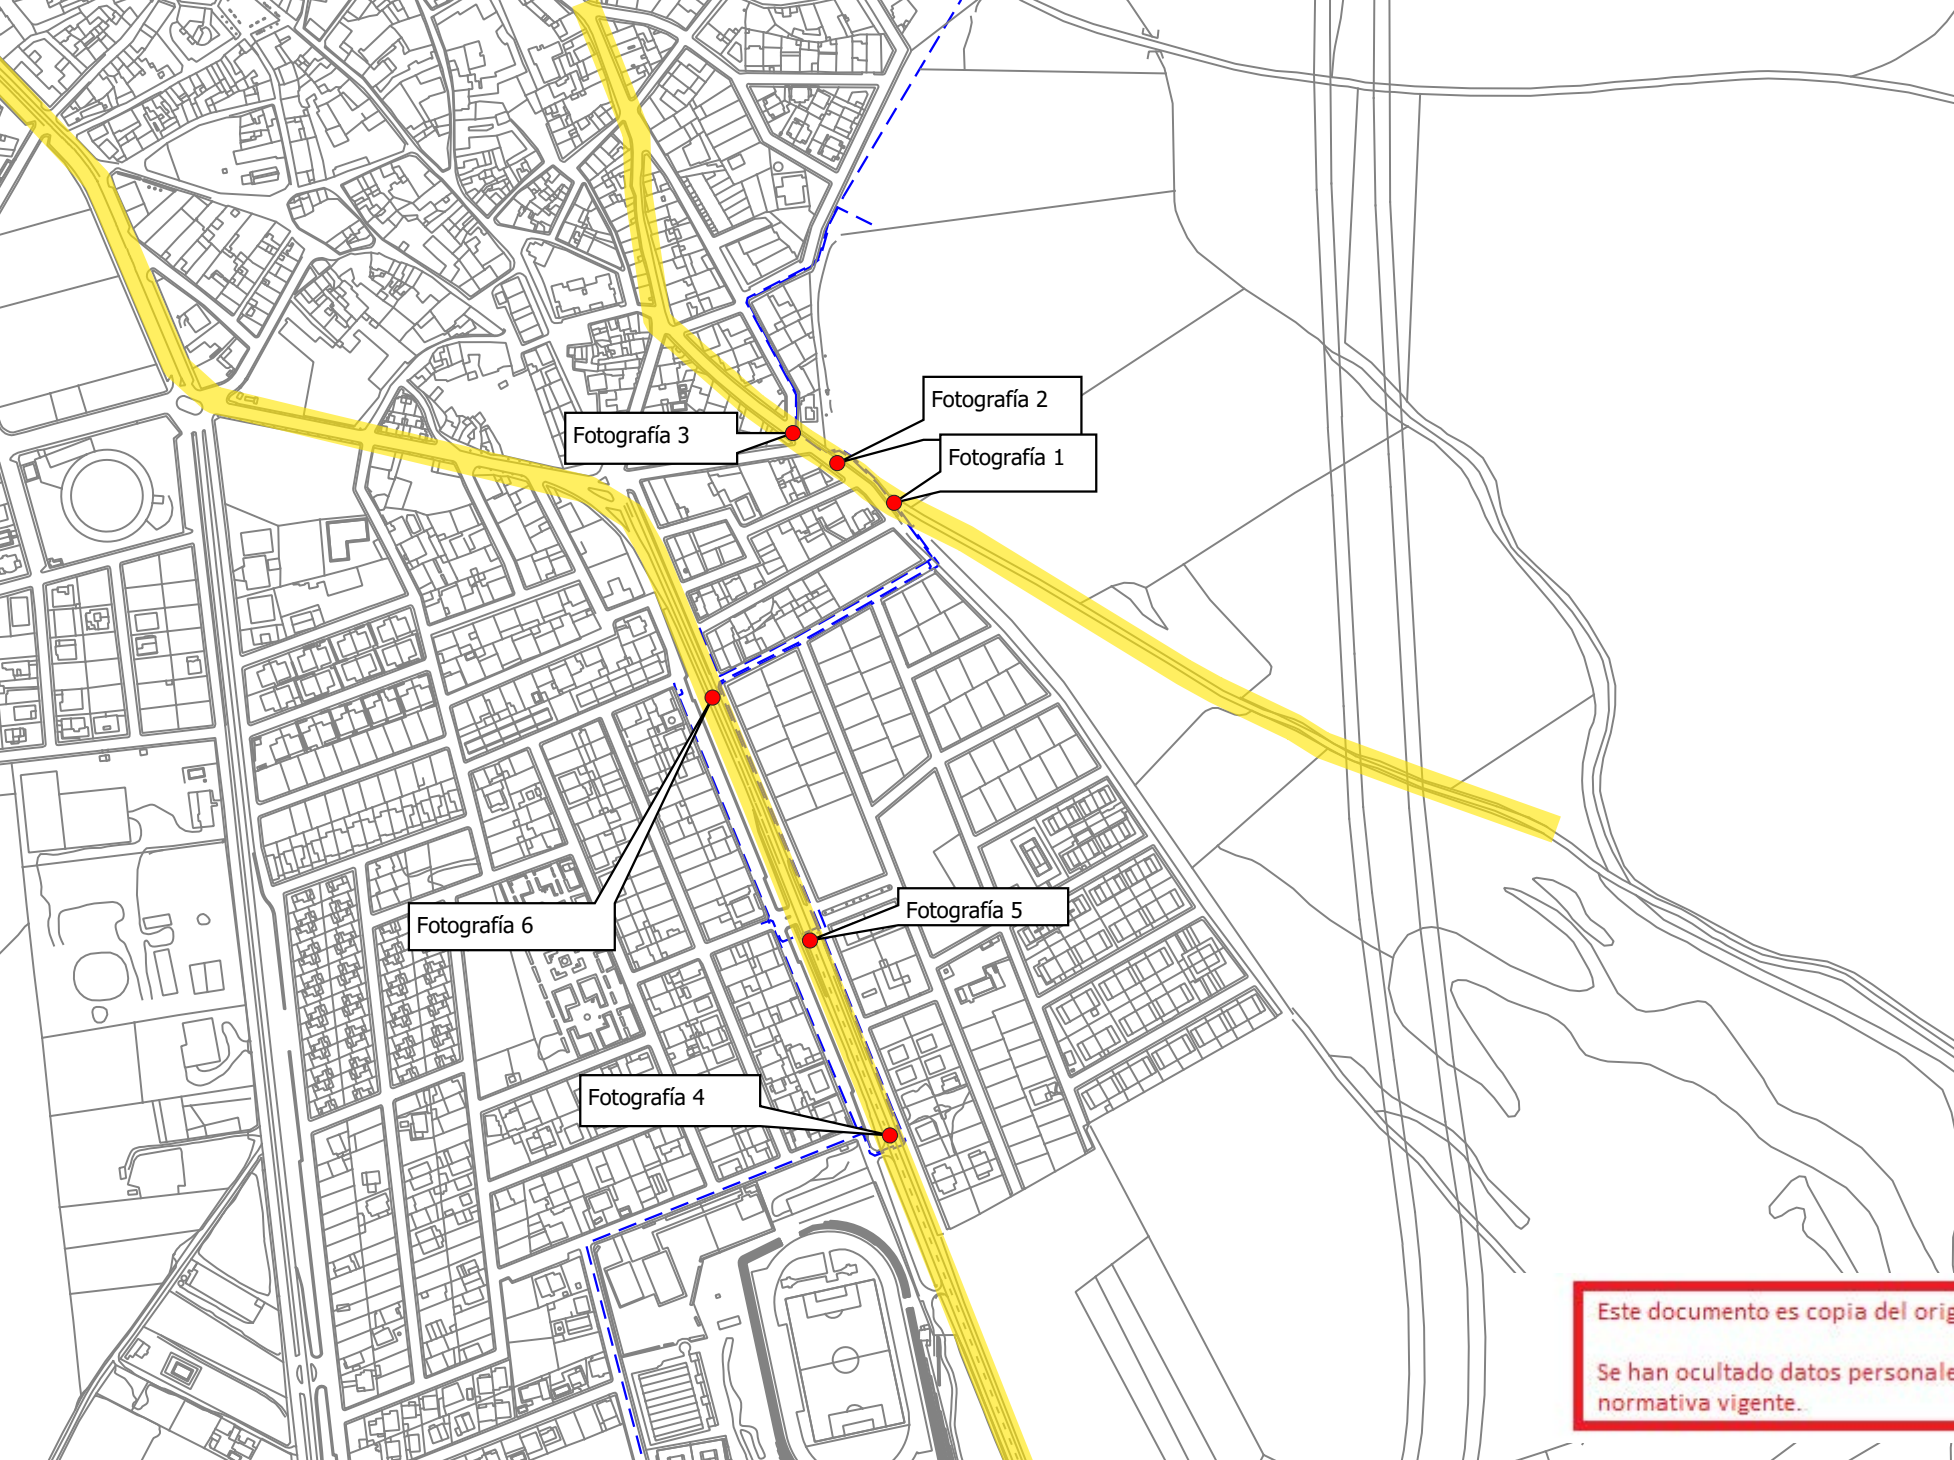 Fotografía 2
Fotografía 3
Fotografía 1
Fotografía 5
Fotografía 6
Fotografía 4
Este documento es copia del orig
Se han ocultado datos personale
normativa vigente.